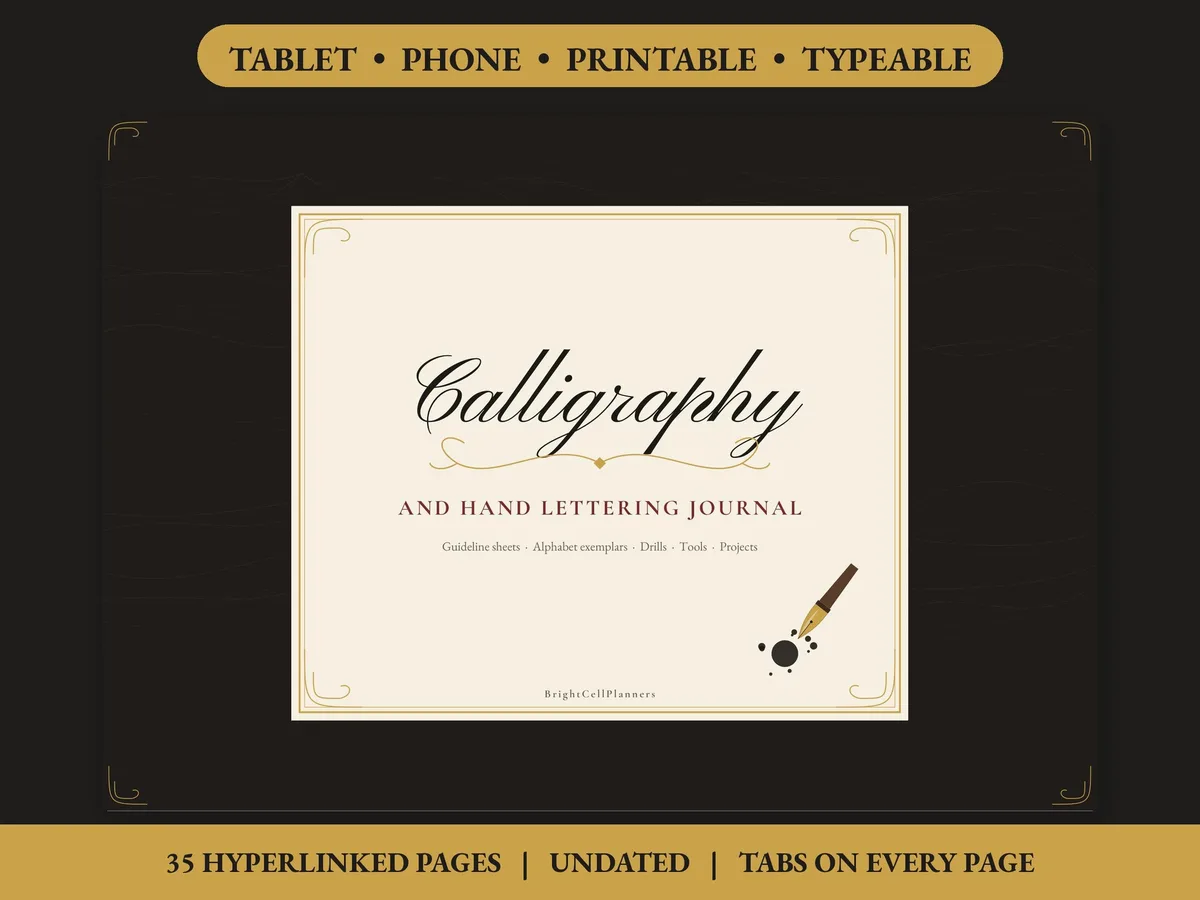 TABLET • PHONE • PRINTABLE • TYPEABLE
Calligraphy
AND HAND LETTERING JOURNAL
Guideline sheets · Alphabet exemplars · Drills · Tools · Projects
BrightCellPlanners
35 HYPERLINKED PAGES | UNDATED | TABS ON EVERY PAGE